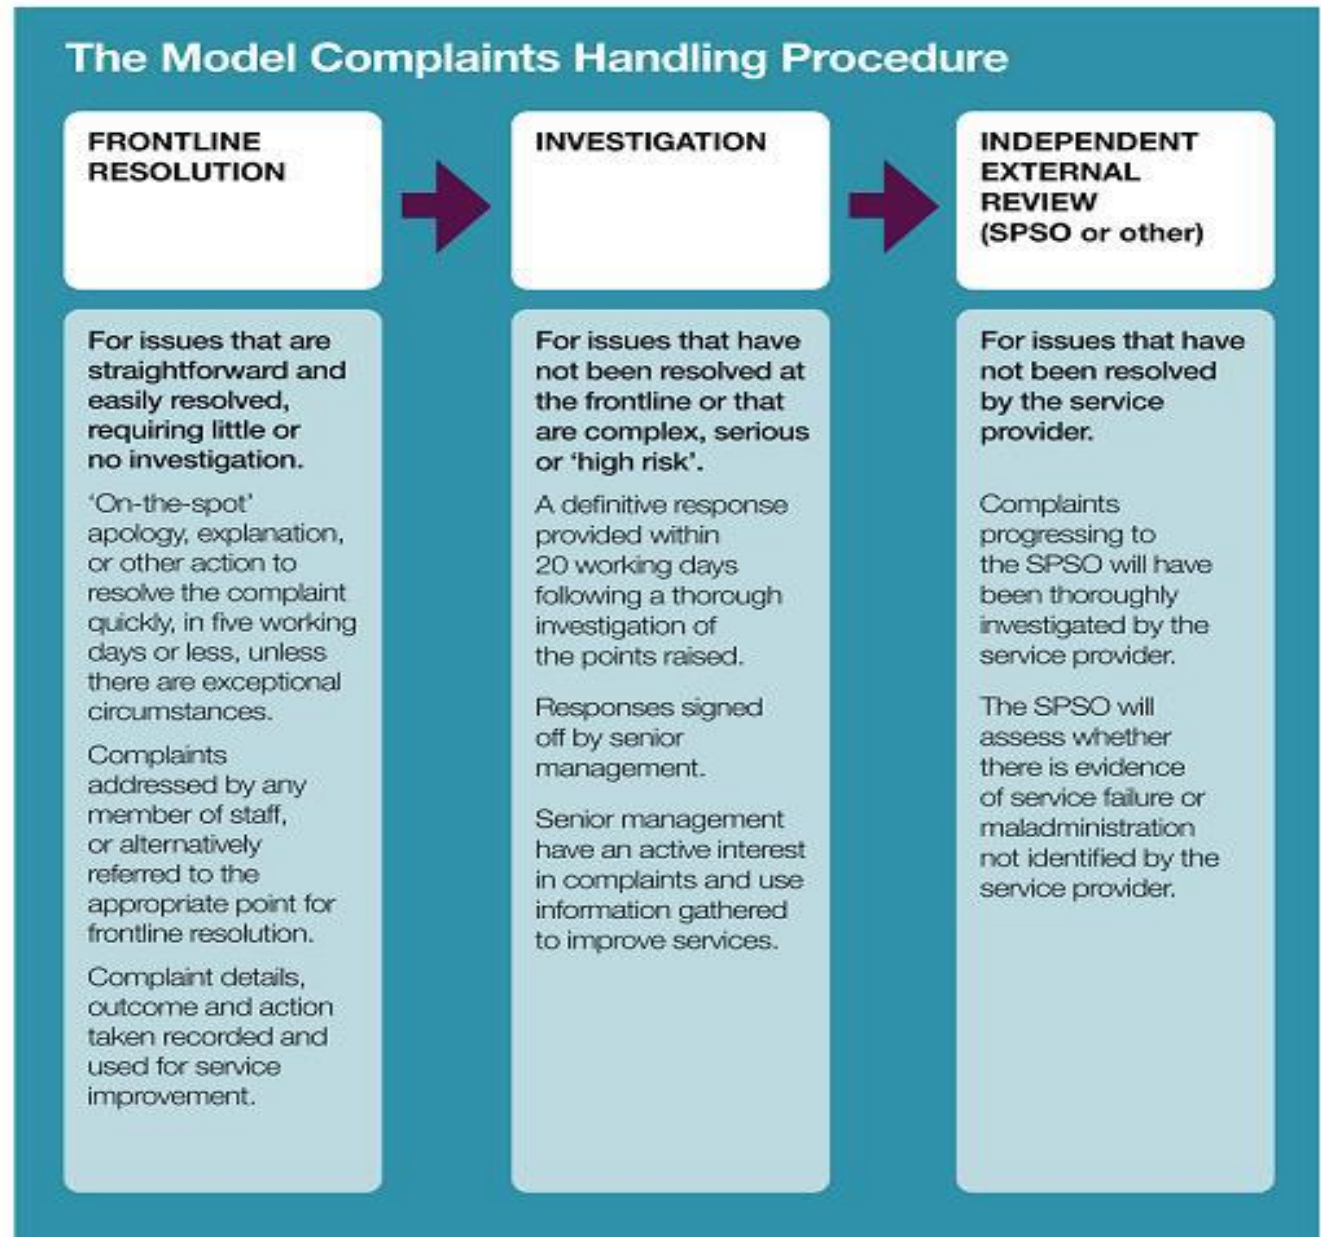 The Model Complaints Handling Procedure
FRONTLINE
RESOLUTION
For issues that are
straightforward and
easily resolved,
requiring little or
no investigation.
‘On-the-spot’
apology, explanation,
or other action to
resolve the complaint
quickly, in five working
days or less, unless
there are exceptional
circumstances.
Complaints
addressed by any
member of staff,
or alternatively
referred to the
appropriate point for
frontline resolution.
Complaint details,
outcome and action
taken recorded and
used for service
improvement.
INVESTIGATION
For issues that have
not been resolved at
the frontline or that
are complex, serious
or ‘high risk’.
A definitive response
provided within
20 working days
following a thorough
investigation of
the points raised.
Responses signed
off by senior
management.
Senior management
have an active interest
in complaints and use
information gathered
to improve services.
INDEPENDENT
EXTERNAL
REVIEW
(SPSO or other)
For issues that have
not been resolved
by the service
provider.
Complaints
progressing to
the SPSO will have
been thoroughly
investigated by the
service provider.
The SPSO will
assess whether
there is evidence
of service failure or
maladministration
not identified by the
service provider.